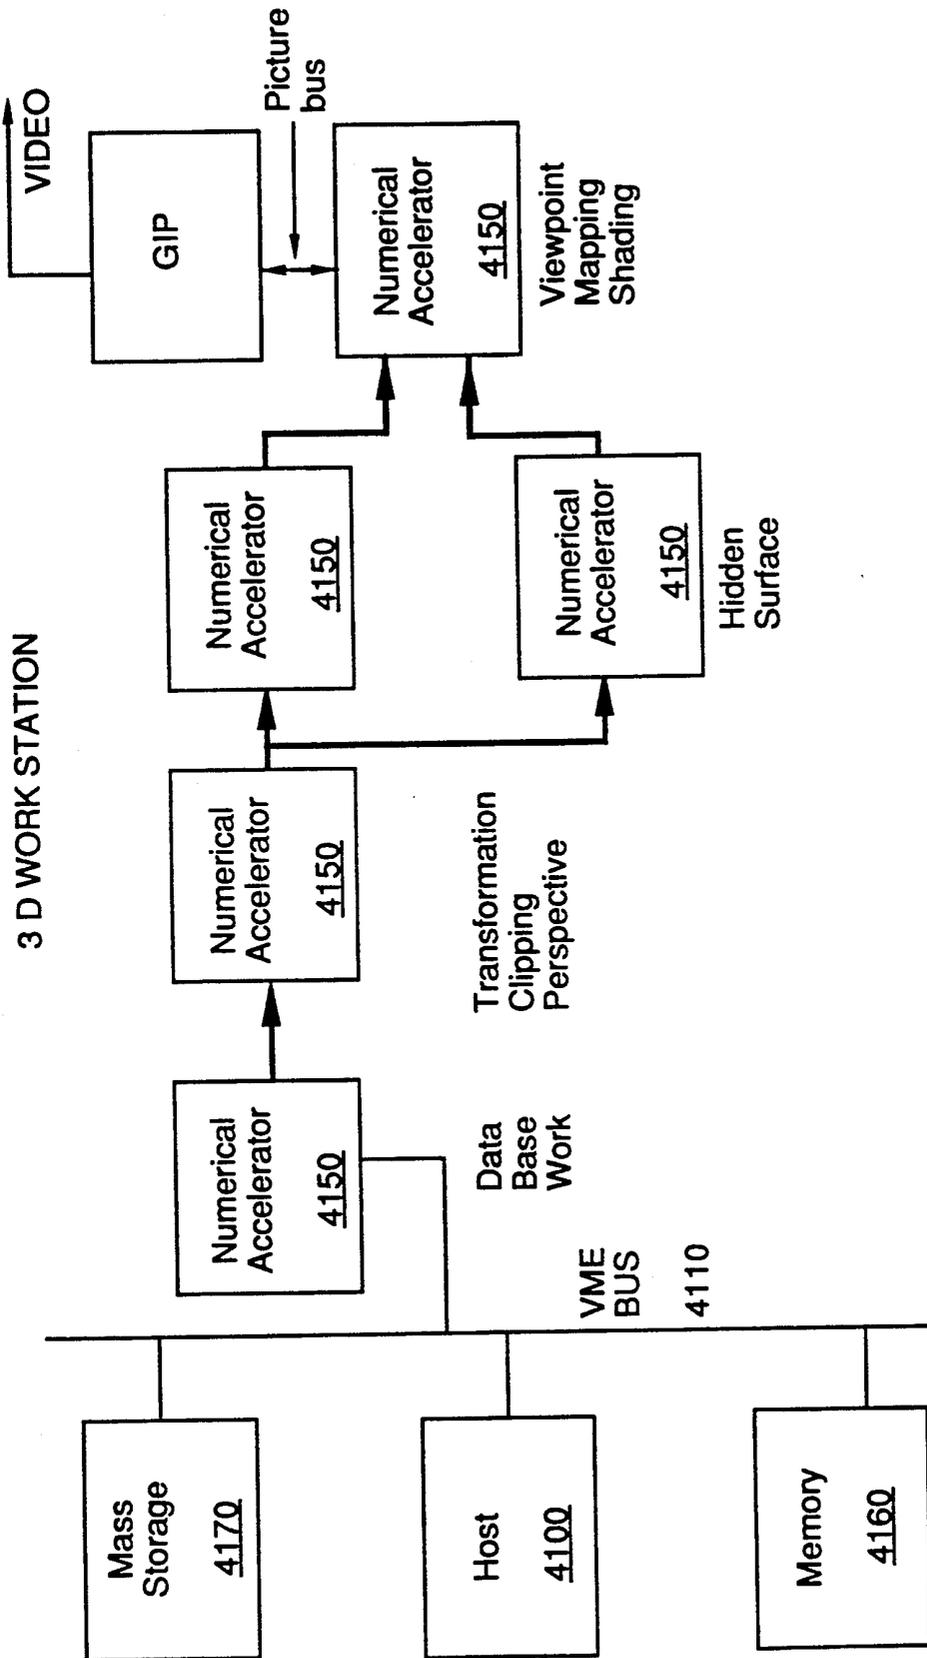 3 D WORK STATION
Mass
Storage
4170
Host
4100
Memory
4160
VME
BUS
4110
Numerical
Accelerator
4150
Data
Base
Work
Numerical
Accelerator
4150
Transformation
Clipping
Perspective
Numerical
Accelerator
4150
Numerical
Accelerator
4150
Hidden
Surface
VIDEO
GIP
Picture
bus
Numerical
Accelerator
4150
Viewpoint
Mapping
Shading